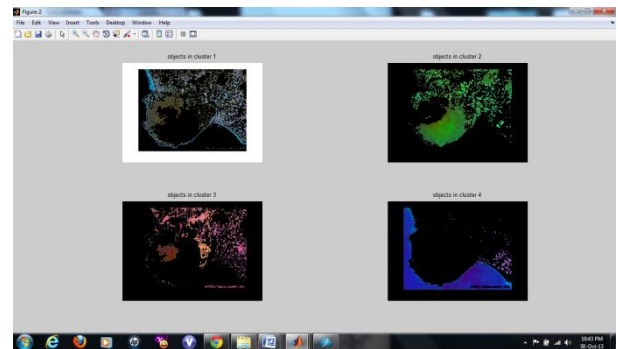 Figure 2
File Edit View Insert Tools Desktop Window Help
objects in cluster 1
objects in cluster 2
objects in cluster 3
objects in cluster 4
10:43 PM
30-Oct-13